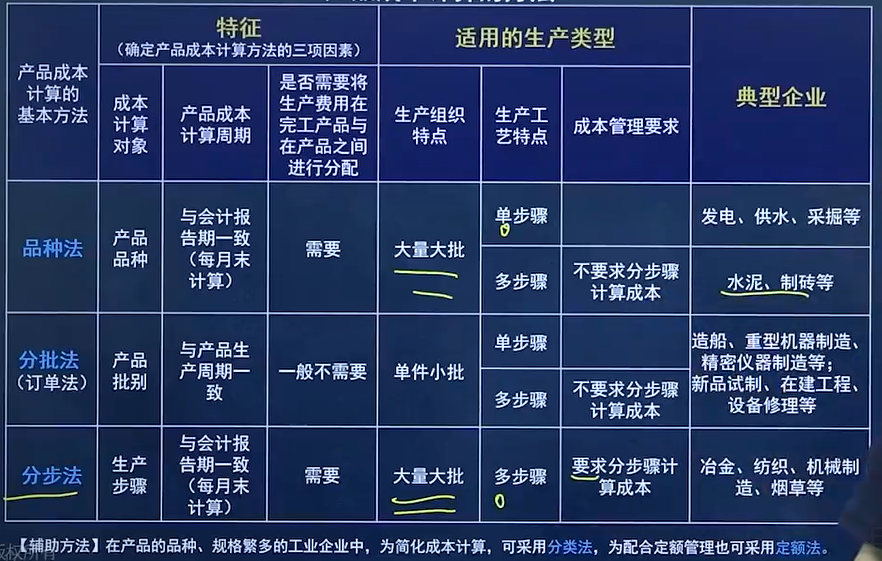 特征
（确定产品成本计算方法的三项因素）
适用的生产类型
典型企业
产品成本
计算的
基本方法
成本
计算
对象
产品成本
计算周期
是否需要将
生产费用在
完工产品与
在产品之间
进行分配
生产组织
特点
生产工
艺特点
成本管理要求
品种法
产品
品种
与会计报
告期一致
（每月末
计算）
需要
大量大批
单步骤
发电、供水、采掘等
多步骤
不要求分步骤
计算成本
水泥、制砖等
分批法
（订单法）
产品
批别
与产品生
产周期一
致
一般不需要
单件小批
单步骤
多步骤
不要求分步骤
计算成本
造船、重型机器制造、
精密仪器制造等；
新品试制、在建工程、
设备修理等
分步法
生产
步骤
与会计报
告期一致
（每月末
计算）
需要
大量大批
多步骤
要求分步骤计
算成本
冶金、纺织、机械制
造、烟草等
【辅助方法】在产品的品种、规格繁多的工业企业中，为简化成本计算，可采用分类法，为配合定额管理也可采用定额法。